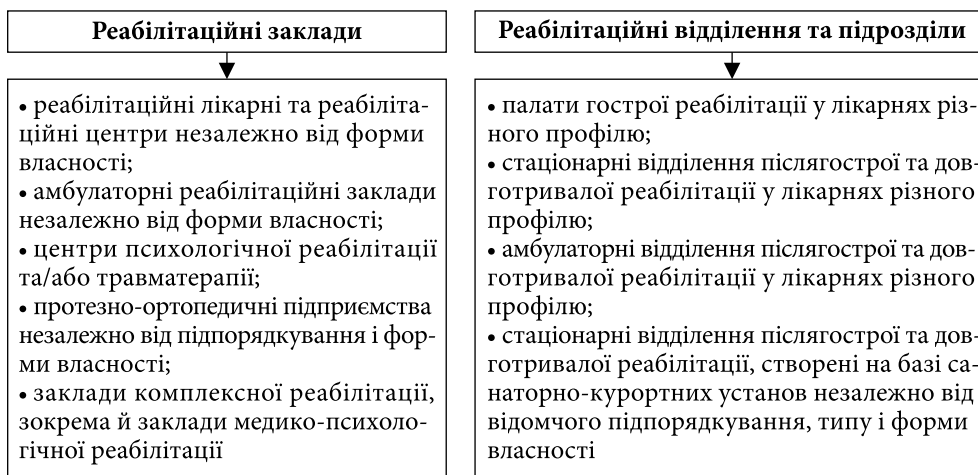 Реабілітаційні заклади
• реабілітаційні лікарні та реабіліта-
ційні центри незалежно від форми
власності;
• амбулаторні реабілітаційні заклади
незалежно від форми власності;
• центри психологічної реабілітації
та/або травматерапії;
• протезно-ортопедичні підприємства
незалежно від підпорядкування і фор-
ми власності;
• заклади комплексної реабілітації,
зокрема й заклади медико-психоло-
гічної реабілітації
Реабілітаційні відділення та підрозділи
• палати гострої реабілітації у лікарнях різ-
ного профілю;
• стаціонарні відділення післягострої та дов-
готривалої реабілітації у лікарнях різного
профілю;
• амбулаторні відділення післягострої та дов-
готривалої реабілітації у лікарнях різного
профілю;
• стаціонарні відділення післягострої та дов-
готривалої реабілітації, створені на базі са-
наторно-курортних установ незалежно від
відомчого підпорядкування, типу і форми
власності